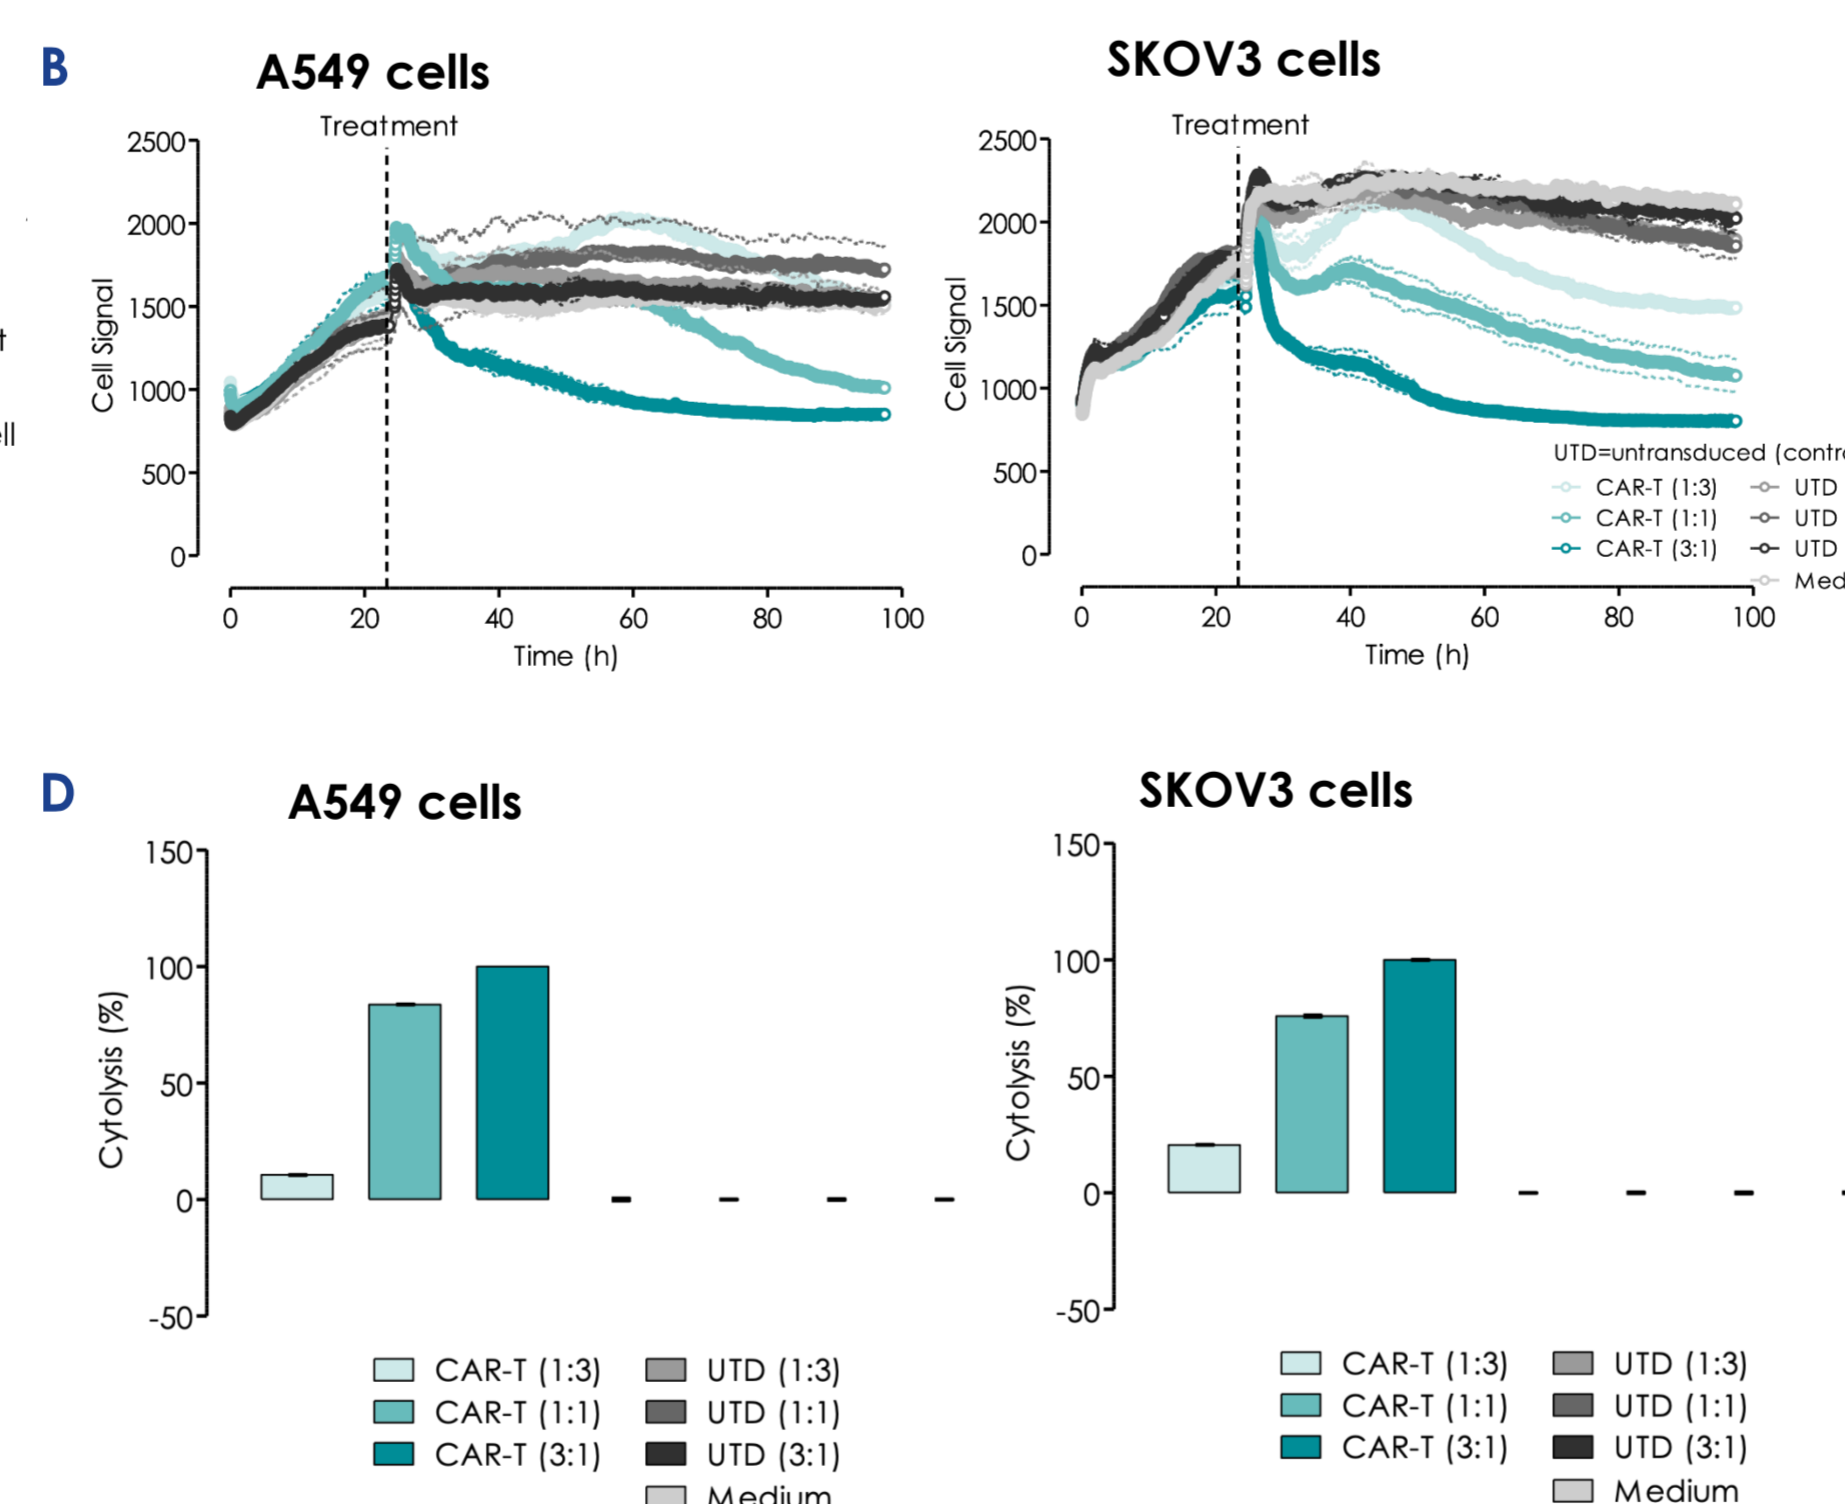 B
A549 cells
SKOV3 cells
Treatment
Treatment
2500
2000
1500
1000
500
0
Cell Signal
0 20 40 60 80 100
Time (h)
2500
2000
1500
1000
500
0
Cell Signal
0 20 40 60 80 100
Time (h)
UTD=untransduced (contr
CAR-T (1:3) UTD
CAR-T (1:1) UTD
CAR-T (3:1) UTD
Med
t
ell
D
A549 cells
SKOV3 cells
150
100
50
0
-50
Cytolysis (%)
CAR-T (1:3) UTD (1:3)
CAR-T (1:1) UTD (1:1)
CAR-T (3:1) UTD (3:1)
Medium
150
100
50
0
-50
Cytolysis (%)
CAR-T (1:3) UTD (1:3)
CAR-T (1:1) UTD (1:1)
CAR-T (3:1) UTD (3:1)
Medium